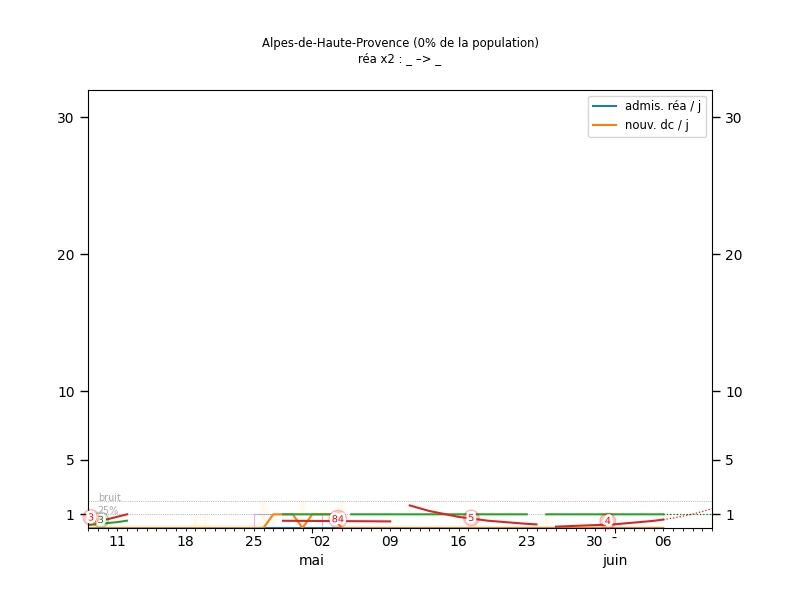 Alpes-de-Haute-Provence (0% de la population)
réa x2 : _ –> _
admis. réa / j
nouv. dc / j
30 30
20 20
10 10
5 5
bruit
25%
1 1
3 3 84 5 4
11 18 25 02 09 16 23 30 06
mai juin